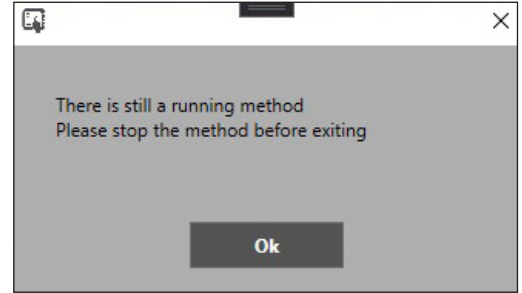 There is still a running method
Please stop the method before exiting
Ok